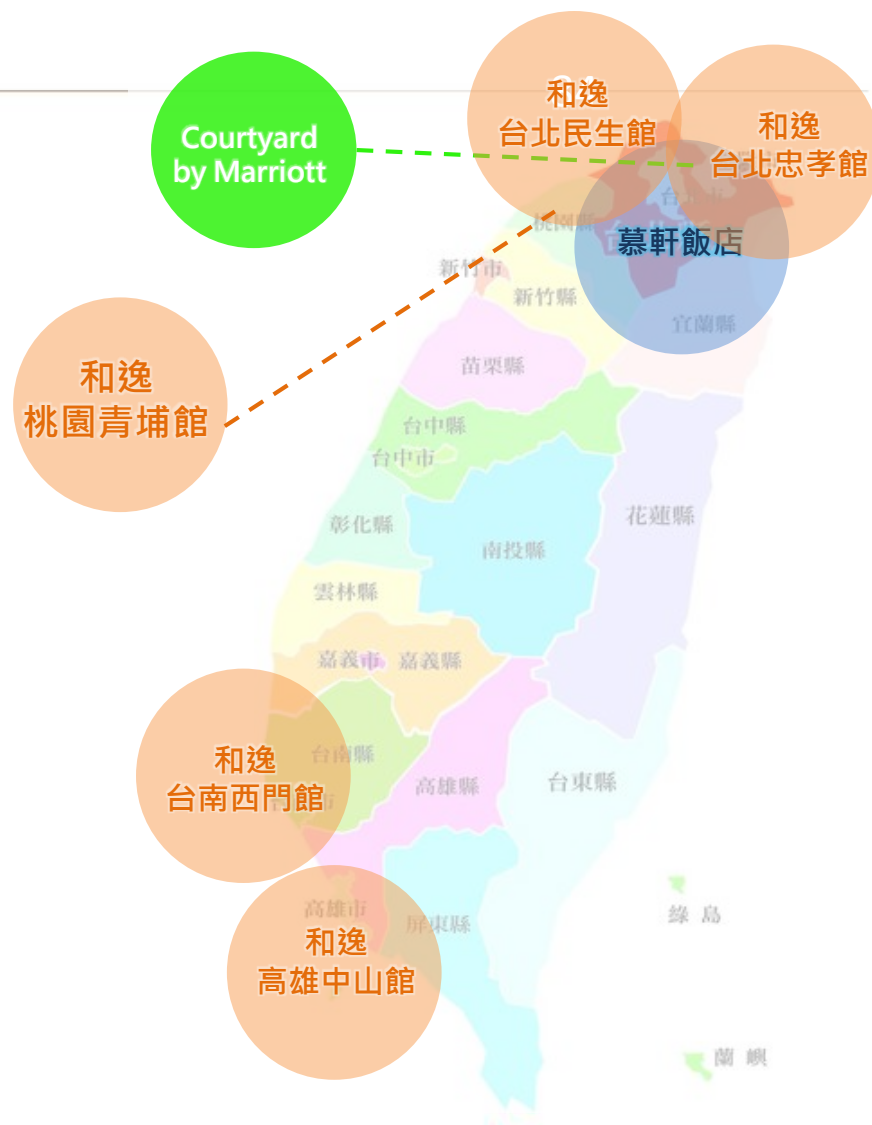 和逸
台北民生館
和逸
台北忠孝館
Courtyard
by Marriott
慕軒飯店
桃園縣
新竹市
新竹縣
宜蘭縣
和逸
桃園青埔館
苗栗縣
台中縣
台中市
彰化縣
南投縣
花蓮縣
雲林縣
嘉義市
嘉義縣
台南縣
和逸
台南西門館
高雄縣
台東縣
高雄市
屏東縣
和逸
高雄中山館
綠島
蘭嶼